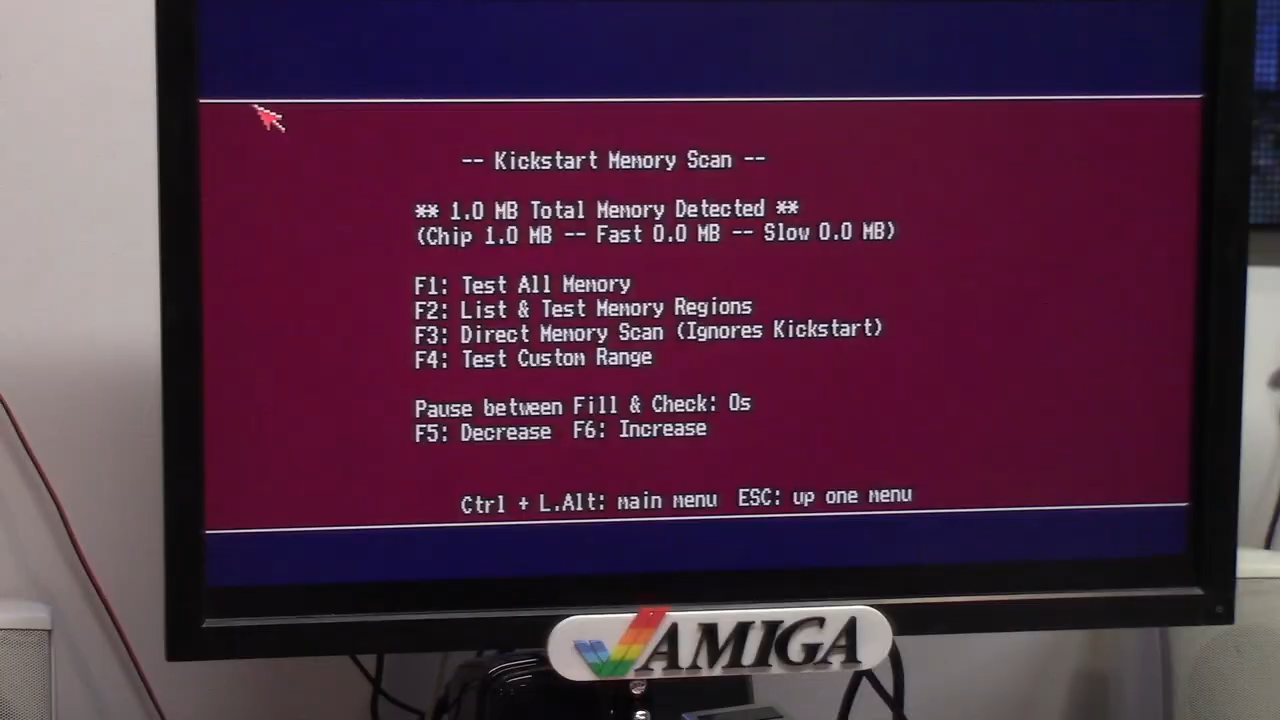 -- Kickstart Memory Scan --
** 1.0 MB Total Memory Detected **
(Chip 1.0 MB -- Fast 0.0 MB -- Slow 0.0 MB)
F1: Test All Memory
F2: List & Test Memory Regions
F3: Direct Memory Scan (Ignores Kickstart)
F4: Test Custom Range
Pause between Fill & Check: 0s
F5: Decrease F6: Increase
Ctrl + L.Alt: main menu ESC: up one menu
AMIGA